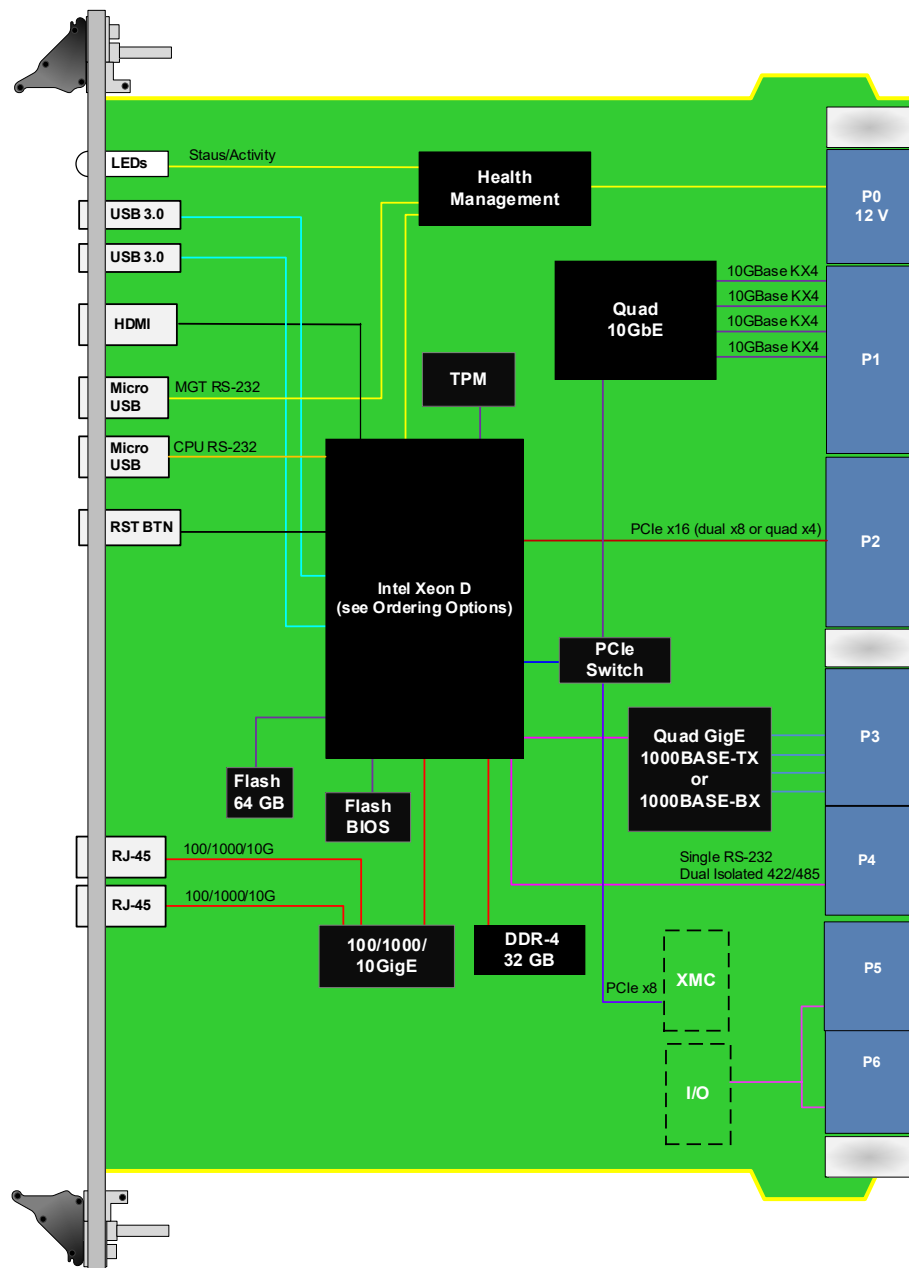 LEDs
Staus/Activity
Health
Management
P0
12 V
USB 3.0
USB 3.0
HDMI
Micro
USB
MGT RS-232
Micro
USB
CPU RS-232
RST BTN
TPM
Quad
10GbE
10GBase KX4
10GBase KX4
10GBase KX4
10GBase KX4
P1
PCIe x16 (dual x8 or quad x4)
P2
Intel Xeon D
(see Ordering Options)
PCIe
Switch
Quad GigE
1000BASE-TX
or
1000BASE-BX
P3
Flash
64 GB
Flash
BIOS
RJ-45
100/1000/10G
RJ-45
100/1000/10G
Single RS-232
Dual Isolated 422/485
P4
100/1000/
10GigE
DDR-4
32 GB
PCIe x8
XMC
P5
I/O
P6